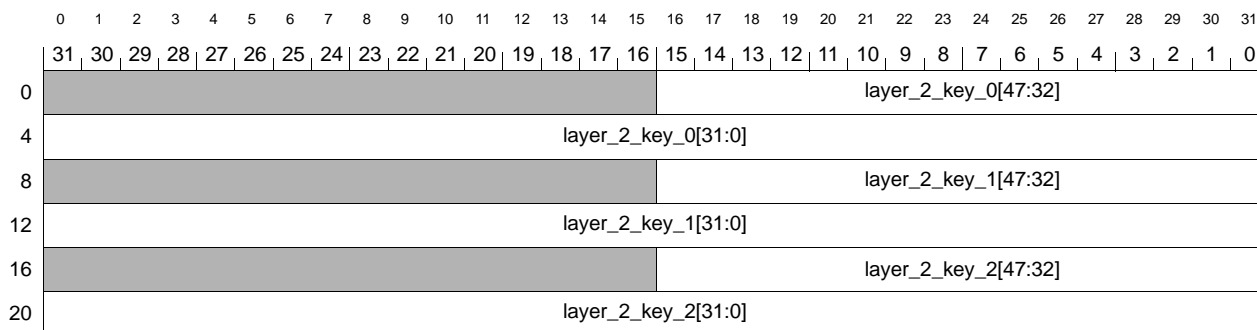 0 1 2 3 4 5 6 7 8 9 10 11 12 13 14 15 16 17 18 19 20 21 22 23 24 25 26 27 28 29 30 31
31 30 29 28 27 26 25 24 23 22 21 20 19 18 17 16 15 14 13 12 11 10 9 8 7 6 5 4 3 2 1 0
0 layer_2_key_0[47:32]
4 layer_2_key_0[31:0]
8 layer_2_key_1[47:32]
12 layer_2_key_1[31:0]
16 layer_2_key_2[47:32]
20 layer_2_key_2[31:0]